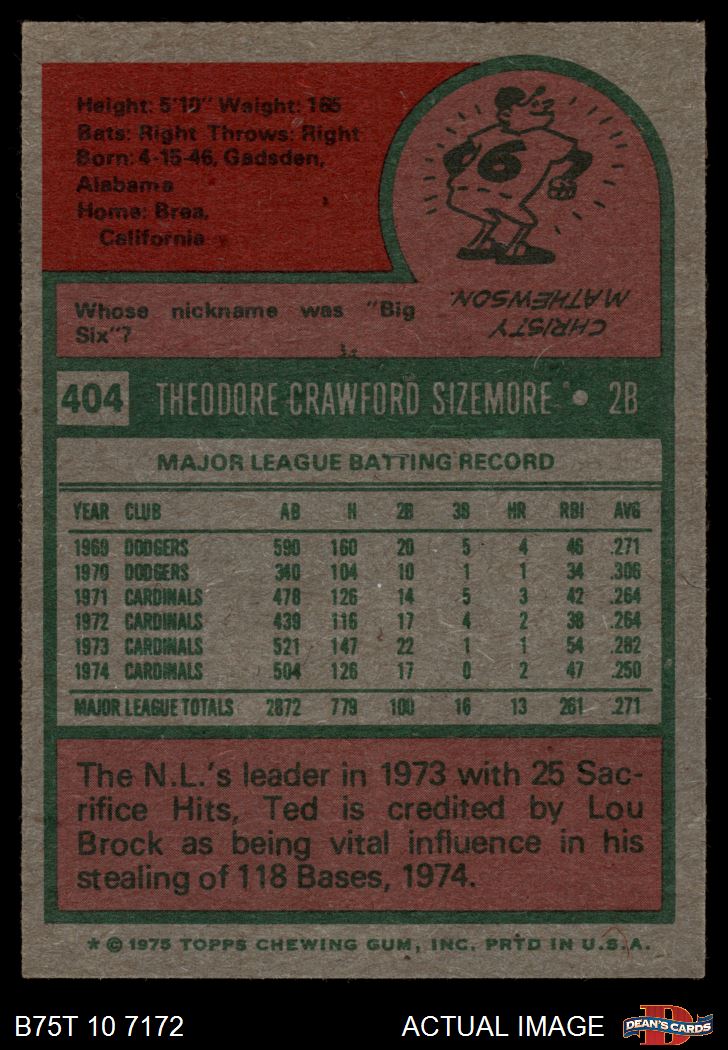 Height: 5'10" Weight: 165
Bats: Right Throws: Right
Born: 4-15-46, Gadsden,
Alabama
Home: Brea,
California
6
CHRISTY
MATHEWSON.
Whose nickname was "Big
Six"?
404 THEODORE CRAWFORD SIZEMORE • 2B
MAJOR LEAGUE BATTING RECORD
YEAR CLUB AB H 2B 3B HR RBI AVG
1969 DODGERS 590 160 20 5 4 46 .271
1970 DODGERS 340 104 10 1 1 34 .306
1971 CARDINALS 478 126 14 5 3 42 .264
1972 CARDINALS 439 116 17 4 2 38 .264
1973 CARDINALS 521 147 22 1 1 54 .282
1974 CARDINALS 504 126 17 0 2 47 .250
MAJOR LEAGUE TOTALS 2872 779 100 16 13 261 .271
The N.L.'s leader in 1973 with 25 Sac-
rifice Hits, Ted is credited by Lou
Brock as being vital influence in his
stealing of 118 Bases, 1974.
* © 1975 TOPPS CHEWING GUM, INC. PRTD IN U.S.A.
B75T 10 7172 ACTUAL IMAGE D DEAN'S CARDS